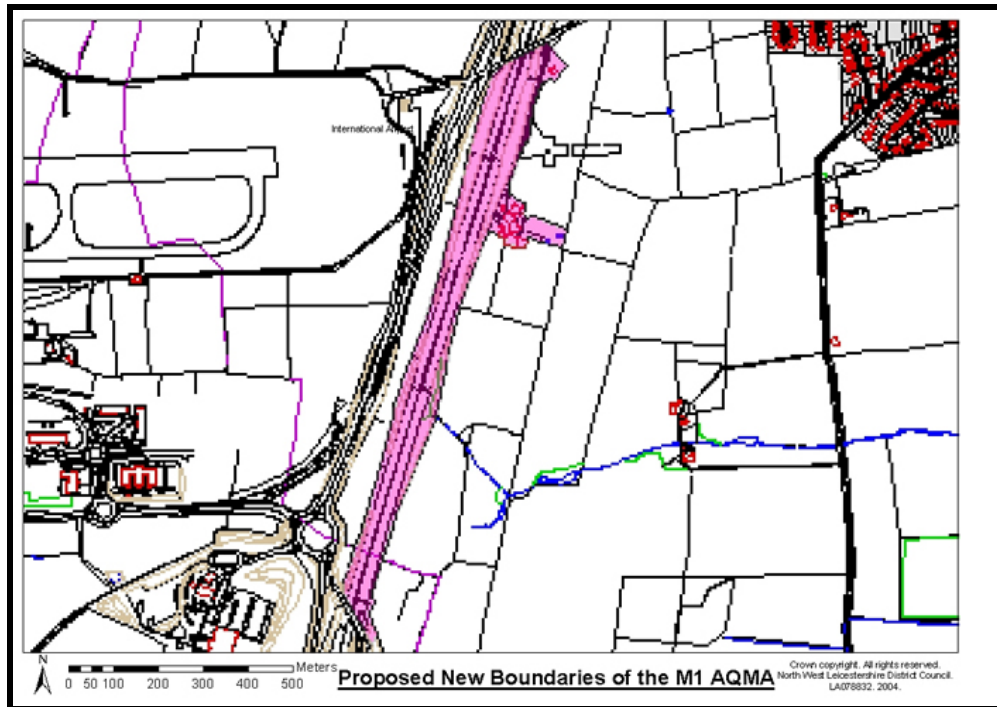 International Airport
N
Meters
0 50 100 200 300 400 500
Proposed New Boundaries of the M1 AQMA
Crown copyright. All rights reserved.
North West Leicestershire District Council.
LA078832. 2004.